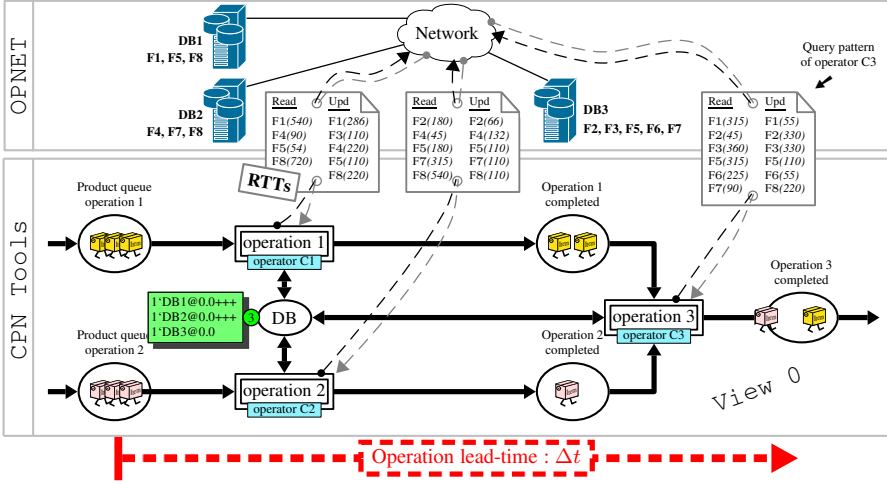 OPNET
DB1
F1, F5, F8
DB2
F4, F7, F8
Network
DB3
F2, F3, F5, F6, F7
Query pattern
of operator C3
Read Upd
F1(540) F1(286)
F4(90) F3(110)
F5(54) F4(220)
F8(720) F5(110)
F8(220)
Read Upd
F2(180) F2(66)
F4(45) F4(132)
F5(180) F5(110)
F7(315) F7(110)
F8(540) F8(110)
Read Upd
F1(315) F1(55)
F2(45) F2(330)
F3(360) F3(330)
F5(315) F5(110)
F6(225) F6(55)
F7(90) F8(220)
RTTs
CPN Tools
Product queue
operation 1
operation 1
operator C1
Operation 1
completed
1‘DB1@0.0+++
1‘DB2@0.0+++
1‘DB3@0.0
3
DB
operation 3
operator C3
Operation 3
completed
Product queue
operation 2
operation 2
operator C2
Operation 2
completed
View 0
Operation lead-time : Δt